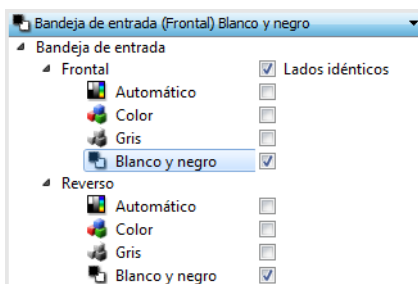 Bandeja de entrada (Frontal) Blanco y negro
Bandeja de entrada
Frontal Lados idénticos
Automático
Color
Gris
Blanco y negro
Reverso
Automático
Color
Gris
Blanco y negro